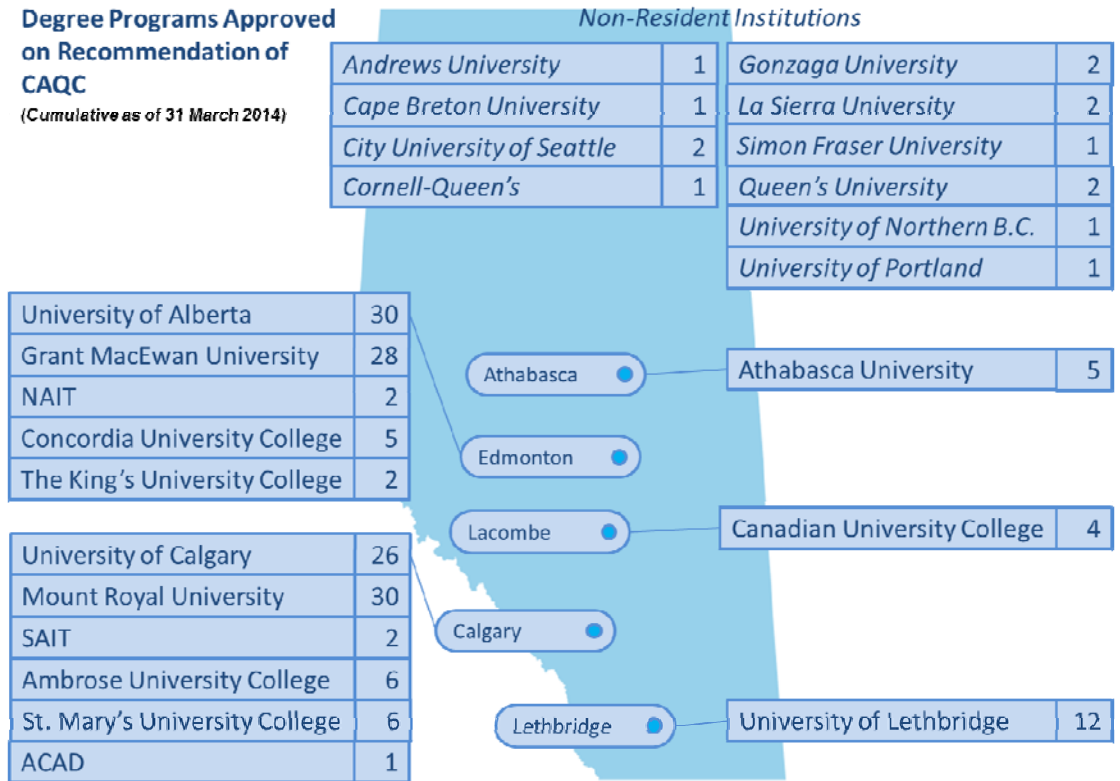 Degree Programs Approved
on Recommendation of
CAQC
(Cumulative as of 31 March 2014)
Non-Resident Institutions
Andrews University 1
Cape Breton University 1
City University of Seattle 2
Cornell-Queen's 1
Gonzaga University 2
La Sierra University 2
Simon Fraser University 1
Queen's University 2
University of Northern B.C. 1
University of Portland 1
University of Alberta 30
Grant MacEwan University 28
NAIT 2
Concordia University College 5
The King's University College 2
Athabasca
Athabasca University 5
Edmonton
Lacombe
Canadian University College 4
University of Calgary 26
Mount Royal University 30
SAIT 2
Ambrose University College 6
St. Mary's University College 6
ACAD 1
Calgary
Lethbridge
University of Lethbridge 12